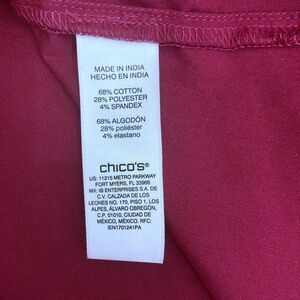 MADE IN INDIA
HECHO EN INDIA
68% COTTON
28% POLYESTER
4% SPANDEX
68% ALGODÓN
28% poliéster
4% elastano
chico's®
US: 11215 METRO PARKWAY
FORT MYERS, FL 33966
MX: IB ENTERPRISES S.A. DE
C.V. CALZADA DE LOS
LEONES NO. 170, PISO 1, LOS
ALPES, ÁLVARO OBREGÓN,
C.P. 01010, CIUDAD DE
MÉXICO, MÉXICO. RFC:
IEN1701241PA